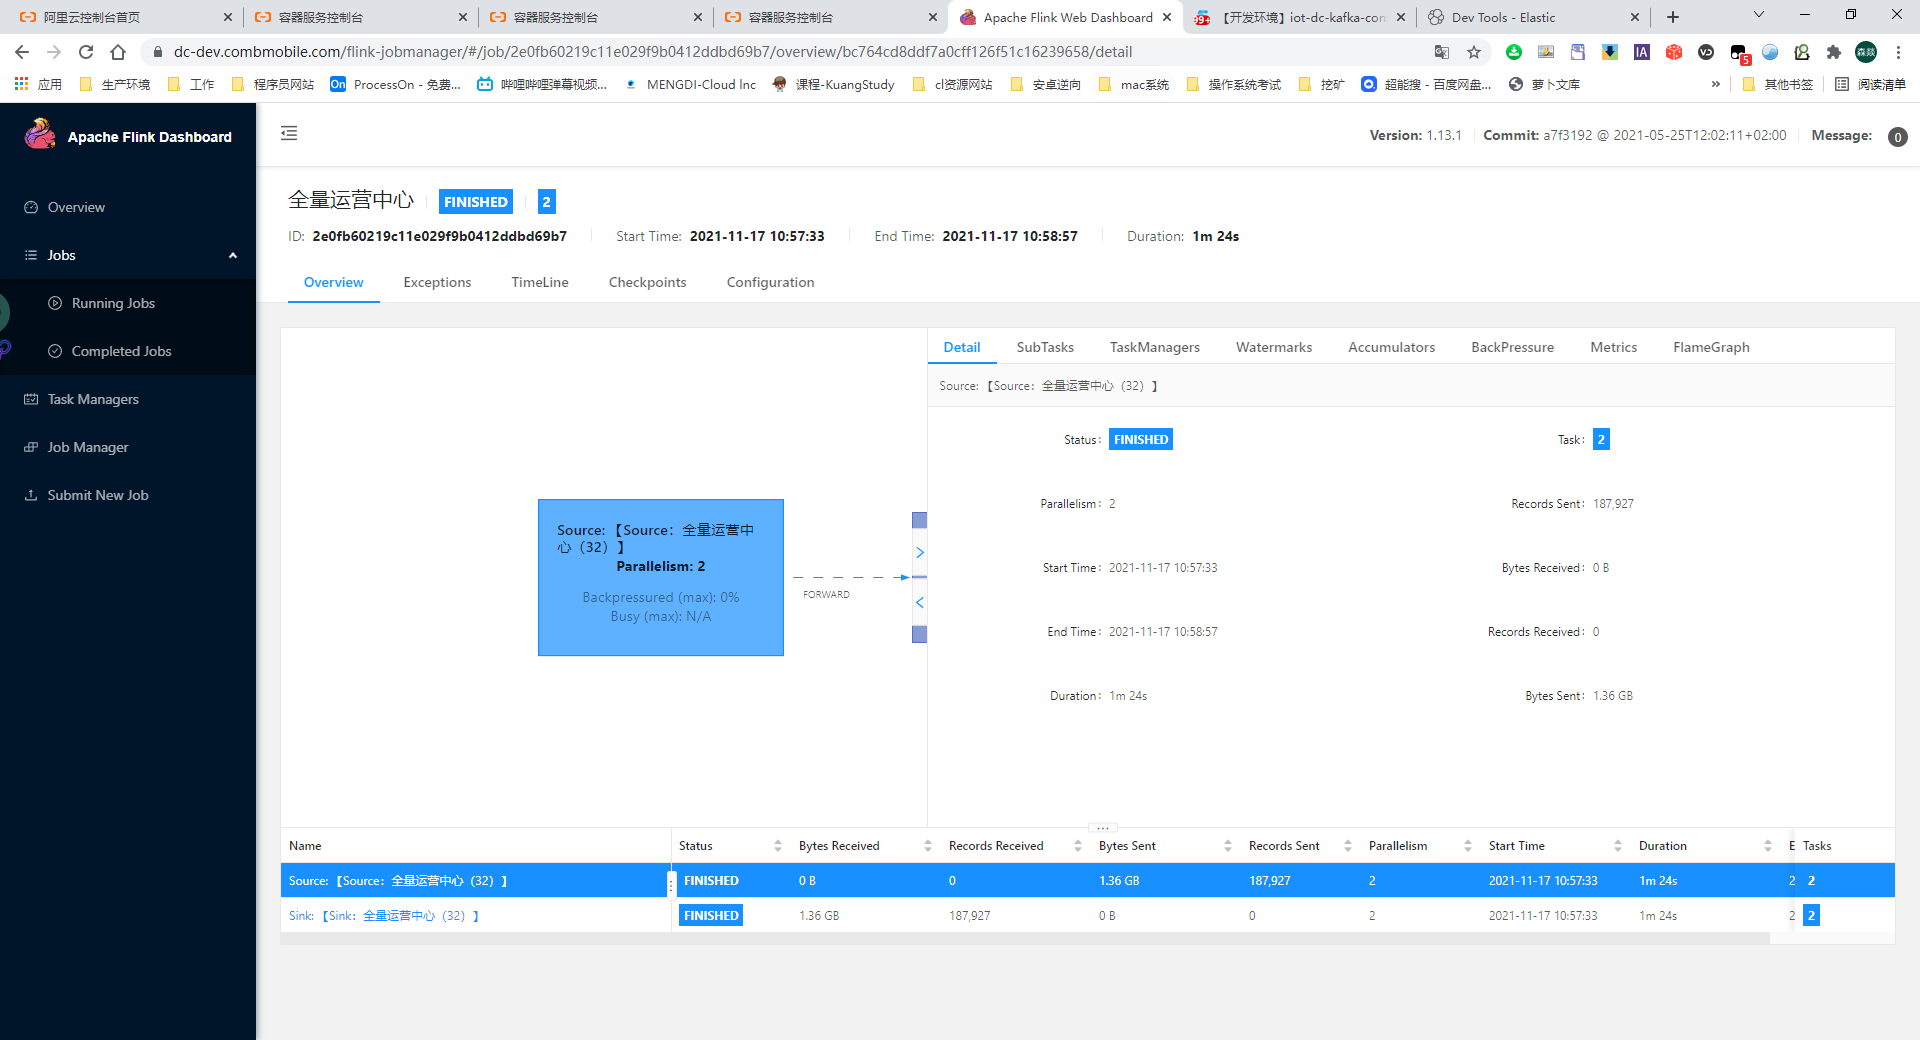 阿里云控制台首页
容器服务控制台
容器服务控制台
容器服务控制台
Apache Flink Web Dashboard
99+
【开发环境】iot-dc-kafka-con
Dev Tools - Elastic
dc-dev.combmobile.com/flink-jobmanager/#/job/2e0fb60219c11e029f9b0412ddbd69b7/overview/bc764cd8ddf7a0cff126f51c16239658/detail
IA
5
森燚
应用
生产环境
工作
程序员网站
On
ProcessOn - 免费...
哔哩哔哩弹幕视频...
MENGDI-Cloud Inc
课程-KuangStudy
cl资源网站
安卓逆向
mac系统
操作系统考试
挖矿
超能搜 - 百度网盘...
萝卜文库
»
其他书签
阅读清单
Apache Flink Dashboard
Version: 1.13.1
Commit: a7f3192 @ 2021-05-25T12:02:11+02:00
Message: 0
Overview
Jobs
Running Jobs
Completed Jobs
Task Managers
Job Manager
Submit New Job
全量运营中心 FINISHED 2
ID: 2e0fb60219c11e029f9b0412ddbd69b7
Start Time: 2021-11-17 10:57:33
End Time: 2021-11-17 10:58:57
Duration: 1m 24s
Overview Exceptions TimeLine Checkpoints Configuration
Source: 【Source：全量运营中
心（32）】
Parallelism: 2
Backpressured (max): 0%
Busy (max): N/A
FORWARD
Detail SubTasks TaskManagers Watermarks Accumulators BackPressure Metrics FlameGraph
Source: 【Source：全量运营中心（32）】
Status: FINISHED
Task: 2
Parallelism: 2
Records Sent: 187,927
Start Time: 2021-11-17 10:57:33
Bytes Received: 0 B
End Time: 2021-11-17 10:58:57
Records Received: 0
Duration: 1m 24s
Bytes Sent: 1.36 GB
Name Status Bytes Received Records Received Bytes Sent Records Sent Parallelism Start Time Duration E Tasks
Source: 【Source：全量运营中心（32）】 FINISHED 0 B 0 1.36 GB 187,927 2 2021-11-17 10:57:33 1m 24s 2 2
Sink: 【Sink：全量运营中心（32）】 FINISHED 1.36 GB 187,927 0 B 0 2 2021-11-17 10:57:33 1m 24s 2 2